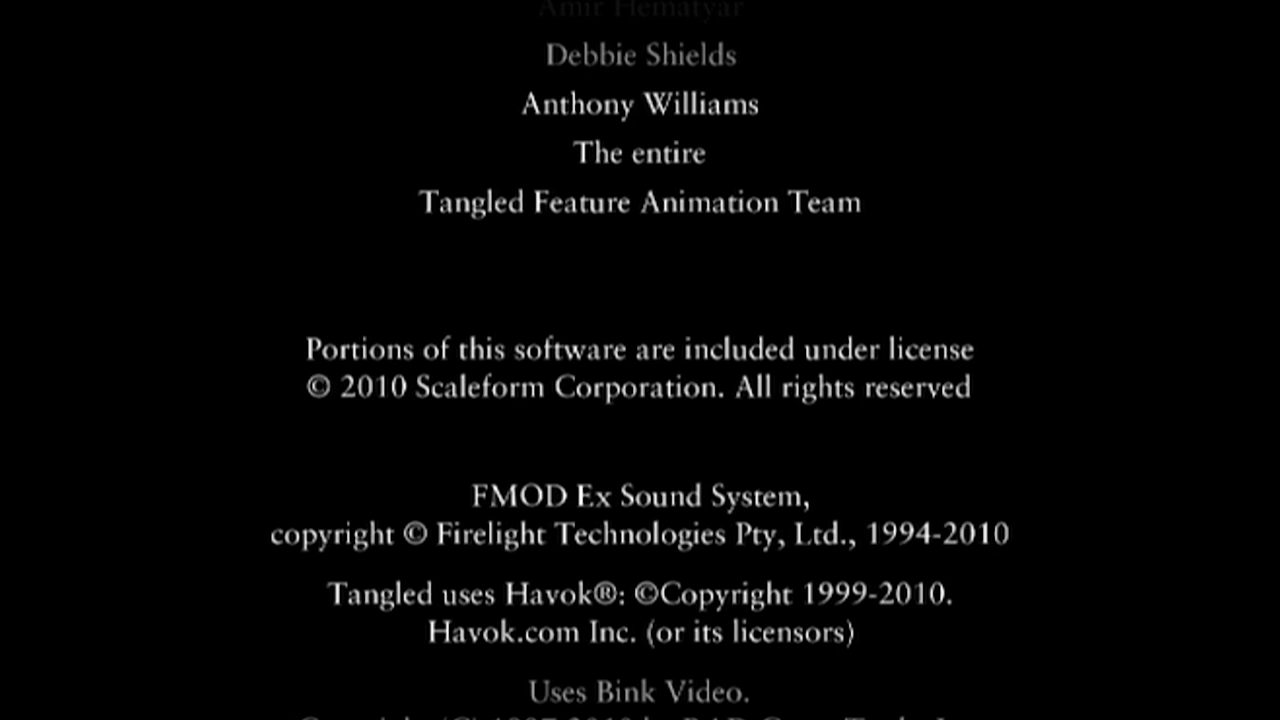 Amir Hematyar
Debbie Shields
Anthony Williams
The entire
Tangled Feature Animation Team
Portions of this software are included under license
© 2010 Scaleform Corporation. All rights reserved
FMOD Ex Sound System,
copyright © Firelight Technologies Pty, Ltd., 1994-2010
Tangled uses Havok®: ©Copyright 1999-2010.
Havok.com Inc. (or its licensors)
Uses Bink Video.